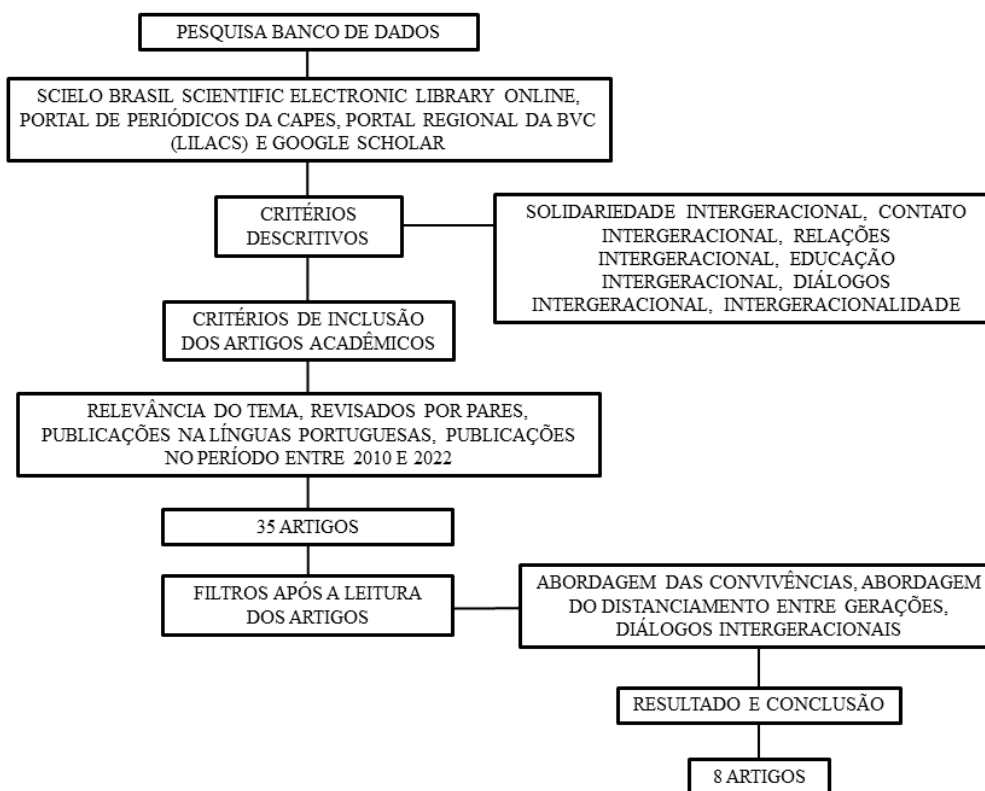 PESQUISA BANCO DE DADOS
SCIELO BRASIL SCIENTIFIC ELECTRONIC LIBRARY ONLINE,
PORTAL DE PERIÓDICOS DA CAPES, PORTAL REGIONAL DA BVC
(LILACS) E GOOGLE SCHOLAR
CRITÉRIOS
DESCRITIVOS
SOLIDARIEDADE INTERGERACIONAL, CONTATO
INTERGERACIONAL, RELAÇÕES
INTERGERACIONAL, EDUCAÇÃO
INTERGERACIONAL, DIÁLOGOS
INTERGERACIONAL, INTERGERACIONALIDADE
CRITÉRIOS DE INCLUSÃO
DOS ARTIGOS ACADÊMICOS
RELEVÂNCIA DO TEMA, REVISADOS POR PARES,
PUBLICAÇÕES NA LÍNGUAS PORTUGUESAS, PUBLICAÇÕES
NO PERÍODO ENTRE 2010 E 2022
35 ARTIGOS
FILTROS APÓS A LEITURA
DOS ARTIGOS
ABORDAGEM DAS CONVIVÊNCIAS, ABORDAGEM
DO DISTANCIAMENTO ENTRE GERAÇÕES,
DIÁLOGOS INTERGERACIONAIS
RESULTADO E CONCLUSÃO
8 ARTIGOS